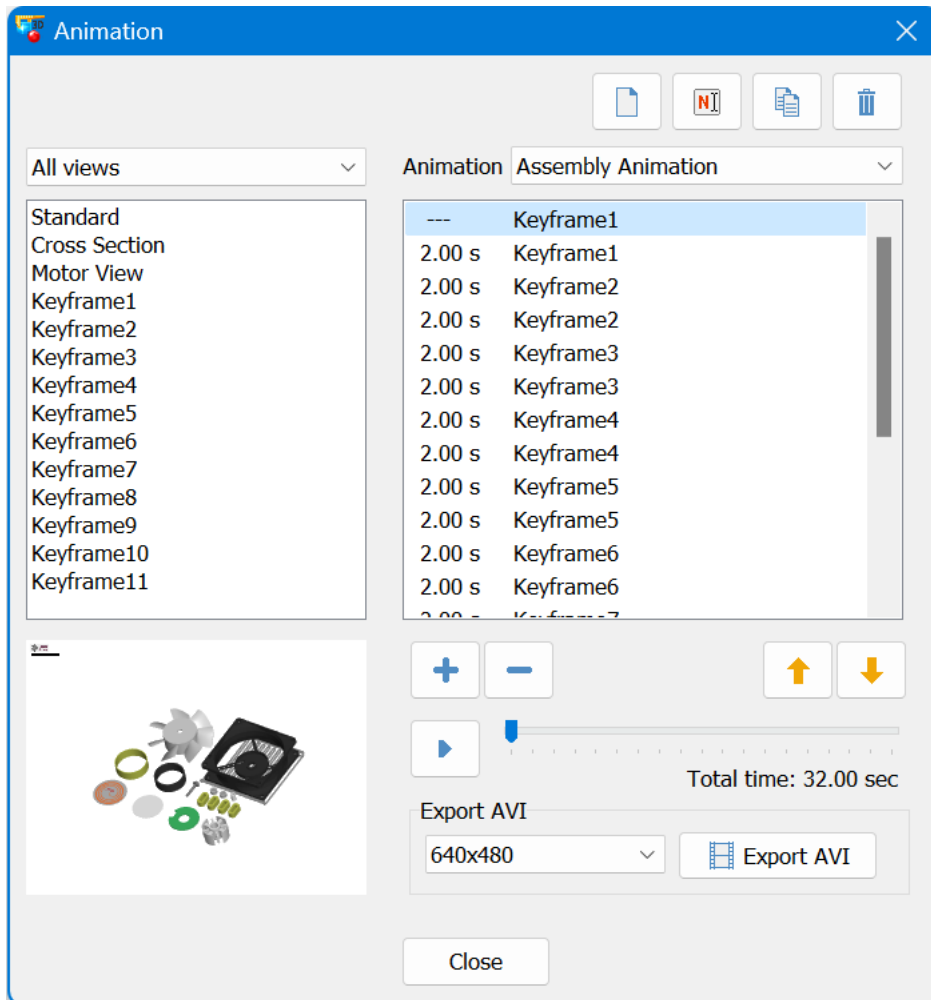 Animation
All views
Animation Assembly Animation
Standard
Cross Section
Motor View
Keyframe1
Keyframe2
Keyframe3
Keyframe4
Keyframe5
Keyframe6
Keyframe7
Keyframe8
Keyframe9
Keyframe10
Keyframe11
--- Keyframe1
2.00 s Keyframe1
2.00 s Keyframe2
2.00 s Keyframe2
2.00 s Keyframe3
2.00 s Keyframe3
2.00 s Keyframe4
2.00 s Keyframe4
2.00 s Keyframe5
2.00 s Keyframe5
2.00 s Keyframe6
2.00 s Keyframe6
2.00 s Keyframe7
Total time: 32.00 sec
Export AVI
640x480
Export AVI
Close